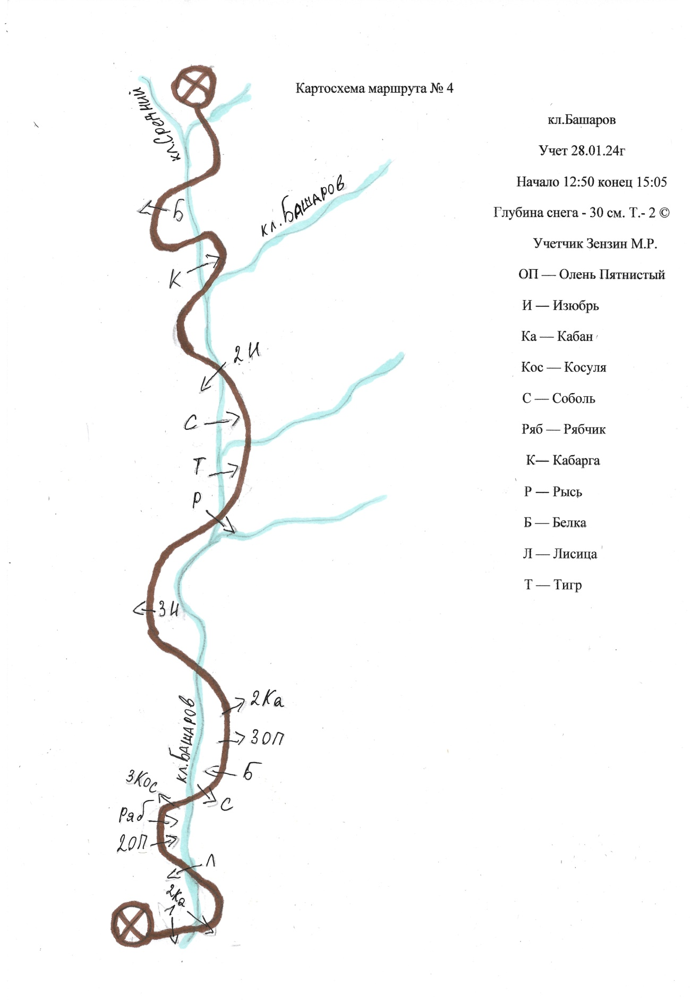 Картосхема маршрута № 4
кл.Башаров
Учет 28.01.24г
Начало 12:50 конец 15:05
Глубина снега - 30 см. Т.- 2 ©
Учетчик Зензин М.Р.
ОП — Олень Пятнистый
И — Изюбрь
Ка — Кабан
Кос — Косуля
С — Соболь
Ряб — Рябчик
К— Кабарга
Р — Рысь
Б — Белка
Л — Лисица
Т — Тигр
кл.Средний
Б
кл.Башаров
К
2И
С
Т
Р
3И
2Ка
3ОП
кл.Башаров
Б
3Кос
С
Ряб
2ОП
Л
2Ка